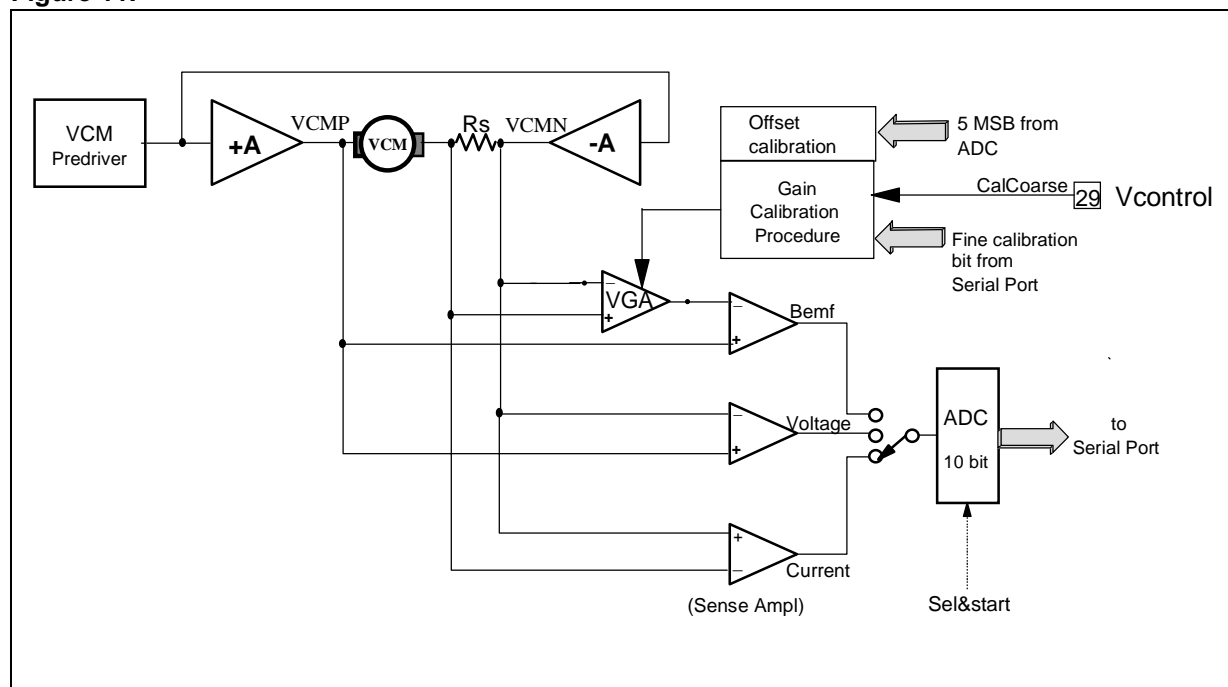 VCM
Predriver
+A
VCMP
VCM
Rs
VCMN
-A
Offset
calibration
5 MSB from
ADC
Gain
Calibration
Procedure
CalCoarse
29
Vcontrol
Fine calibration
bit from
Serial Port
−
VGA
+
−
+
Bemf
−
+
Voltage
+
−
Current
(Sense Ampl)
ADC
10 bit
to
Serial Port
Sel&start